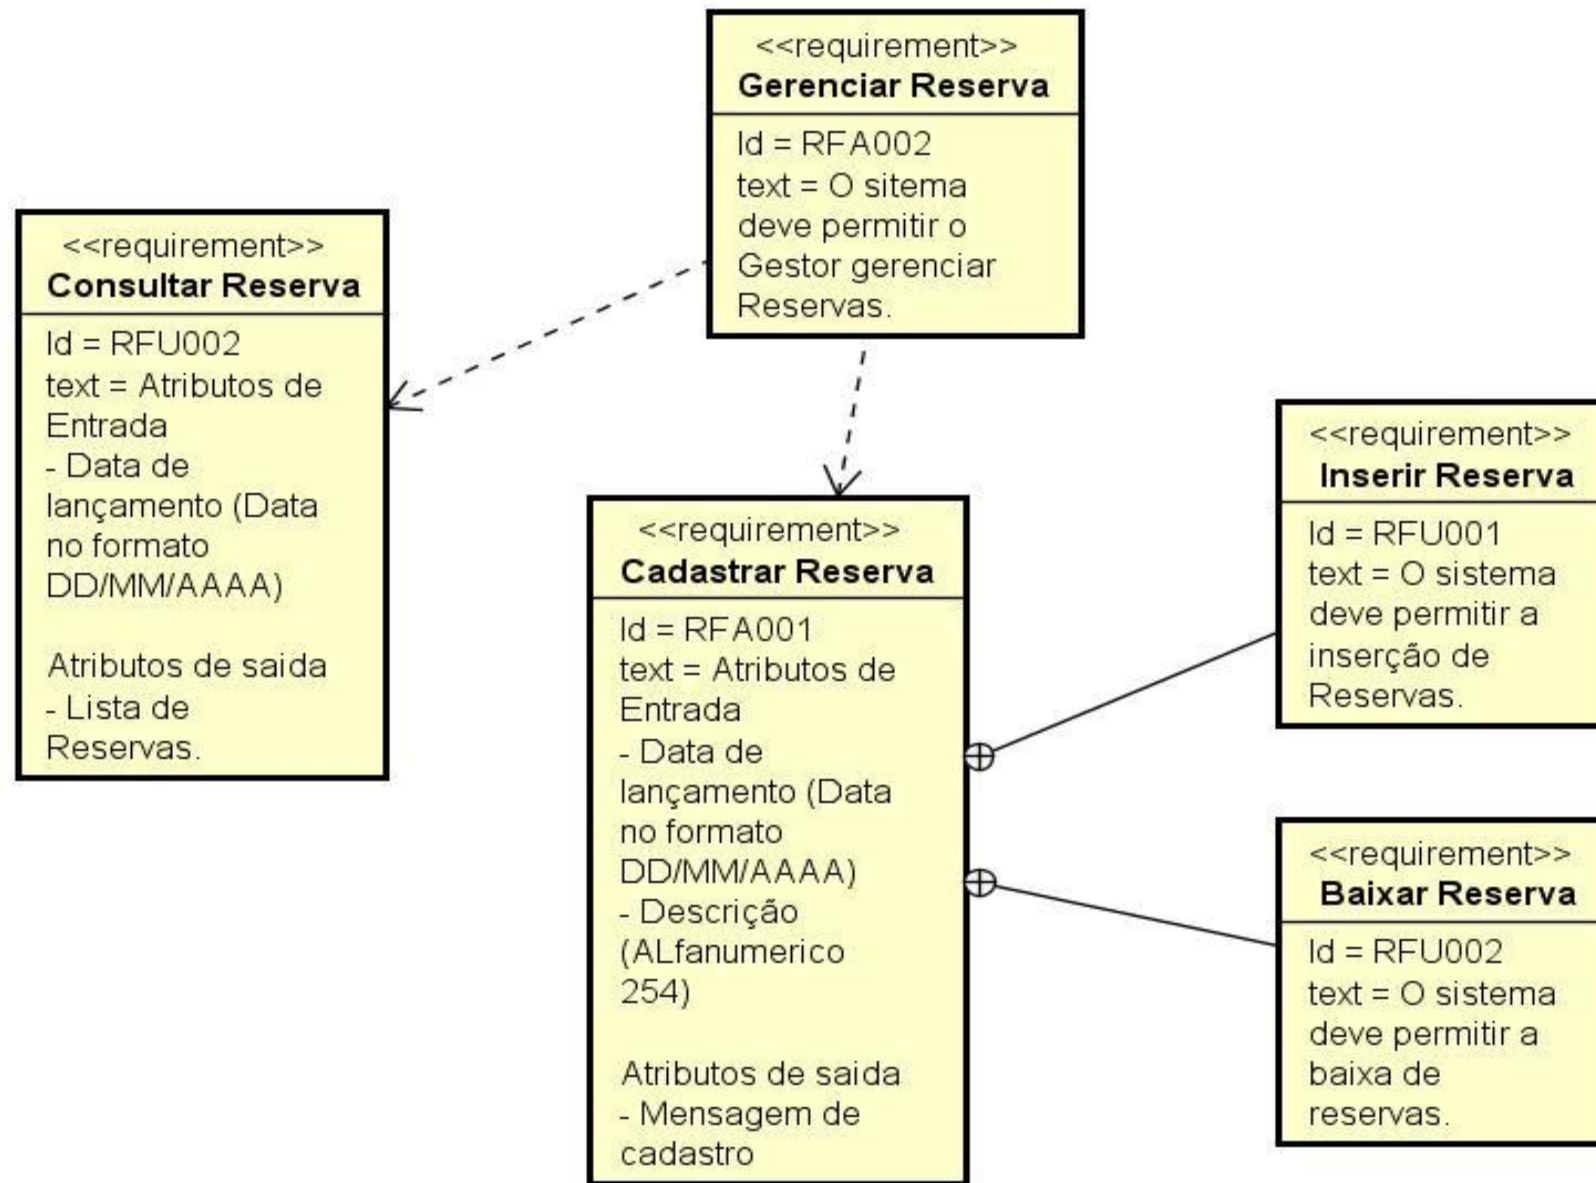 <<requirement>>
Gerenciar Reserva
Id = RFA002
text = O sitema
deve permitir o
Gestor gerenciar
Reservas.
<<requirement>>
Consultar Reserva
Id = RFU002
text = Atributos de
Entrada
- Data de
lançamento (Data
no formato
DD/MM/AAAA)
Atributos de saida
- Lista de
Reservas.
<<requirement>>
Cadastrar Reserva
Id = RFA001
text = Atributos de
Entrada
- Data de
lançamento (Data
no formato
DD/MM/AAAA)
- Descrição
(ALfanumerico
254)
Atributos de saida
- Mensagem de
cadastro
<<requirement>>
Inserir Reserva
Id = RFU001
text = O sistema
deve permitir a
inserção de
Reservas.
<<requirement>>
Baixar Reserva
Id = RFU002
text = O sistema
deve permitir a
baixa de
reservas.